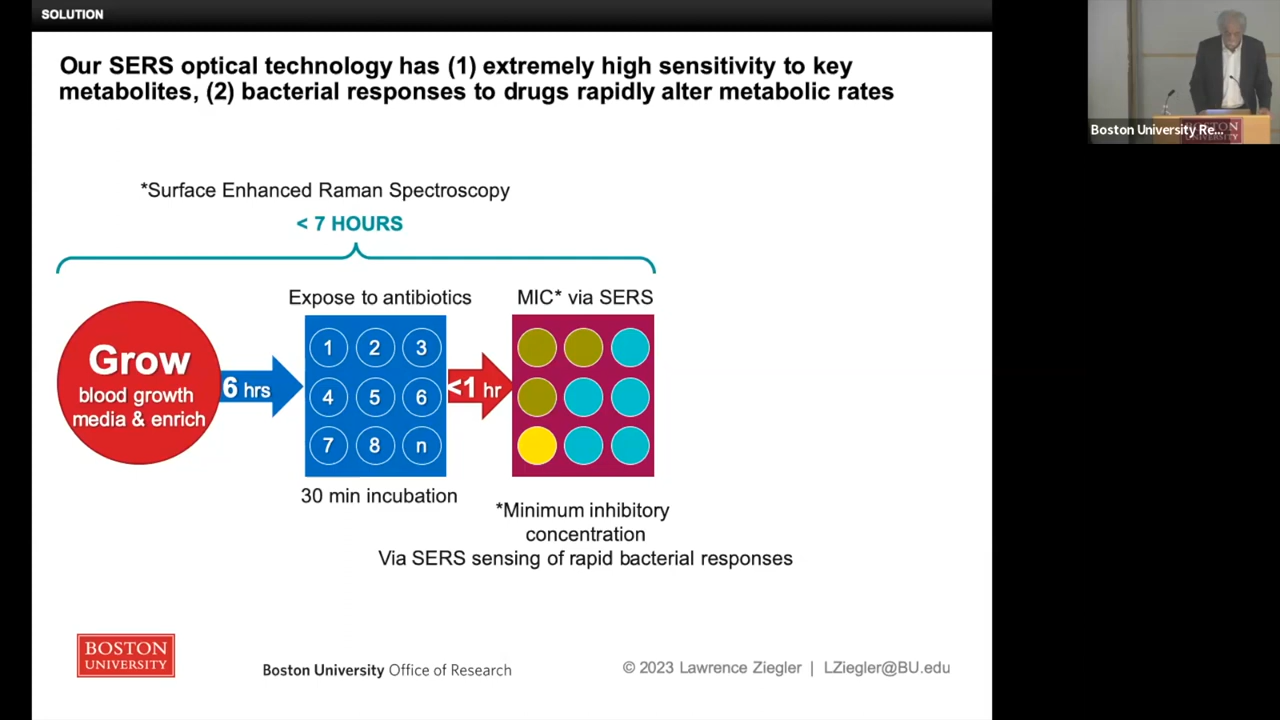 SOLUTION
Our SERS optical technology has (1) extremely high sensitivity to key
metabolites, (2) bacterial responses to drugs rapidly alter metabolic rates
Boston University Re...
BOSTON
UNIVERSITY
*Surface Enhanced Raman Spectroscopy
< 7 HOURS
Expose to antibiotics
MIC* via SERS
Grow
blood growth
media & enrich
6 hrs
1 2 3
4 5 6
7 8 n
<1 hr
30 min incubation
*Minimum inhibitory
concentration
Via SERS sensing of rapid bacterial responses
BOSTON
UNIVERSITY
Boston University Office of Research
© 2023 Lawrence Ziegler | LZiegler@BU.edu